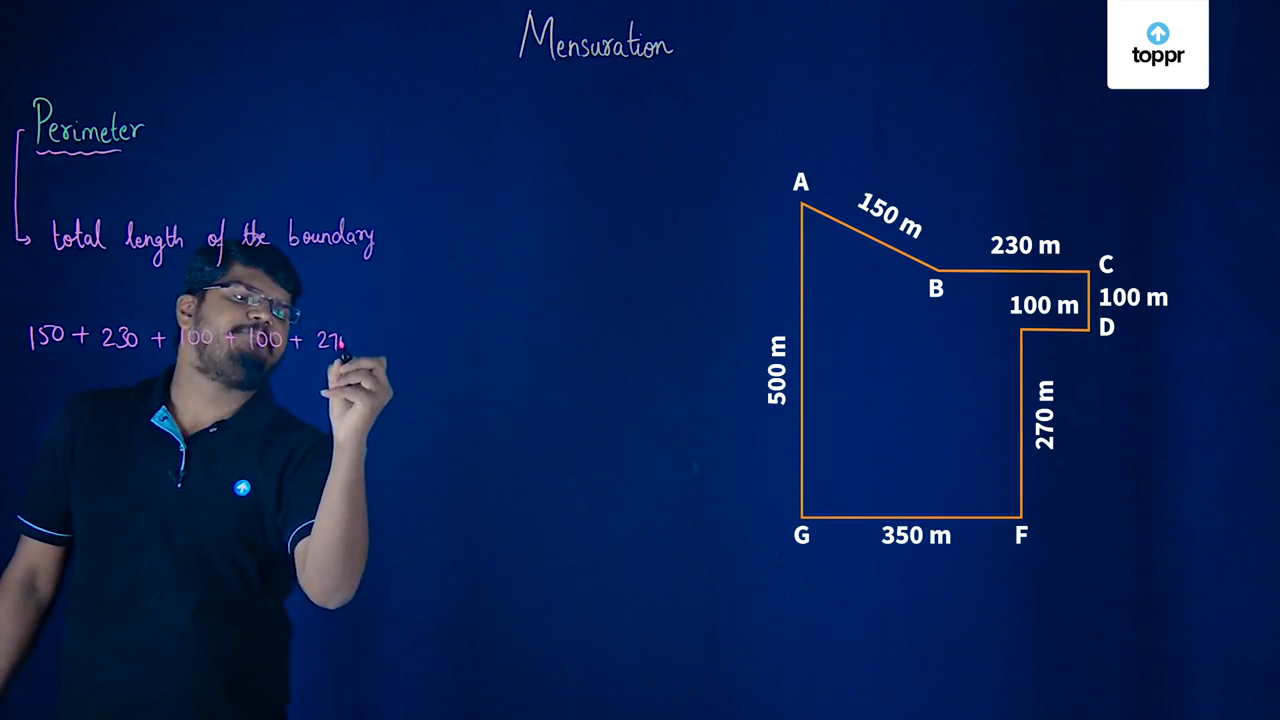 Mensuration
toppr
Perimeter
total length of the boundary
150 + 230 + 100 + 100 + 27
A
150 m
230 m
C
B
100 m
100 m
D
500 m
270 m
G
350 m
F